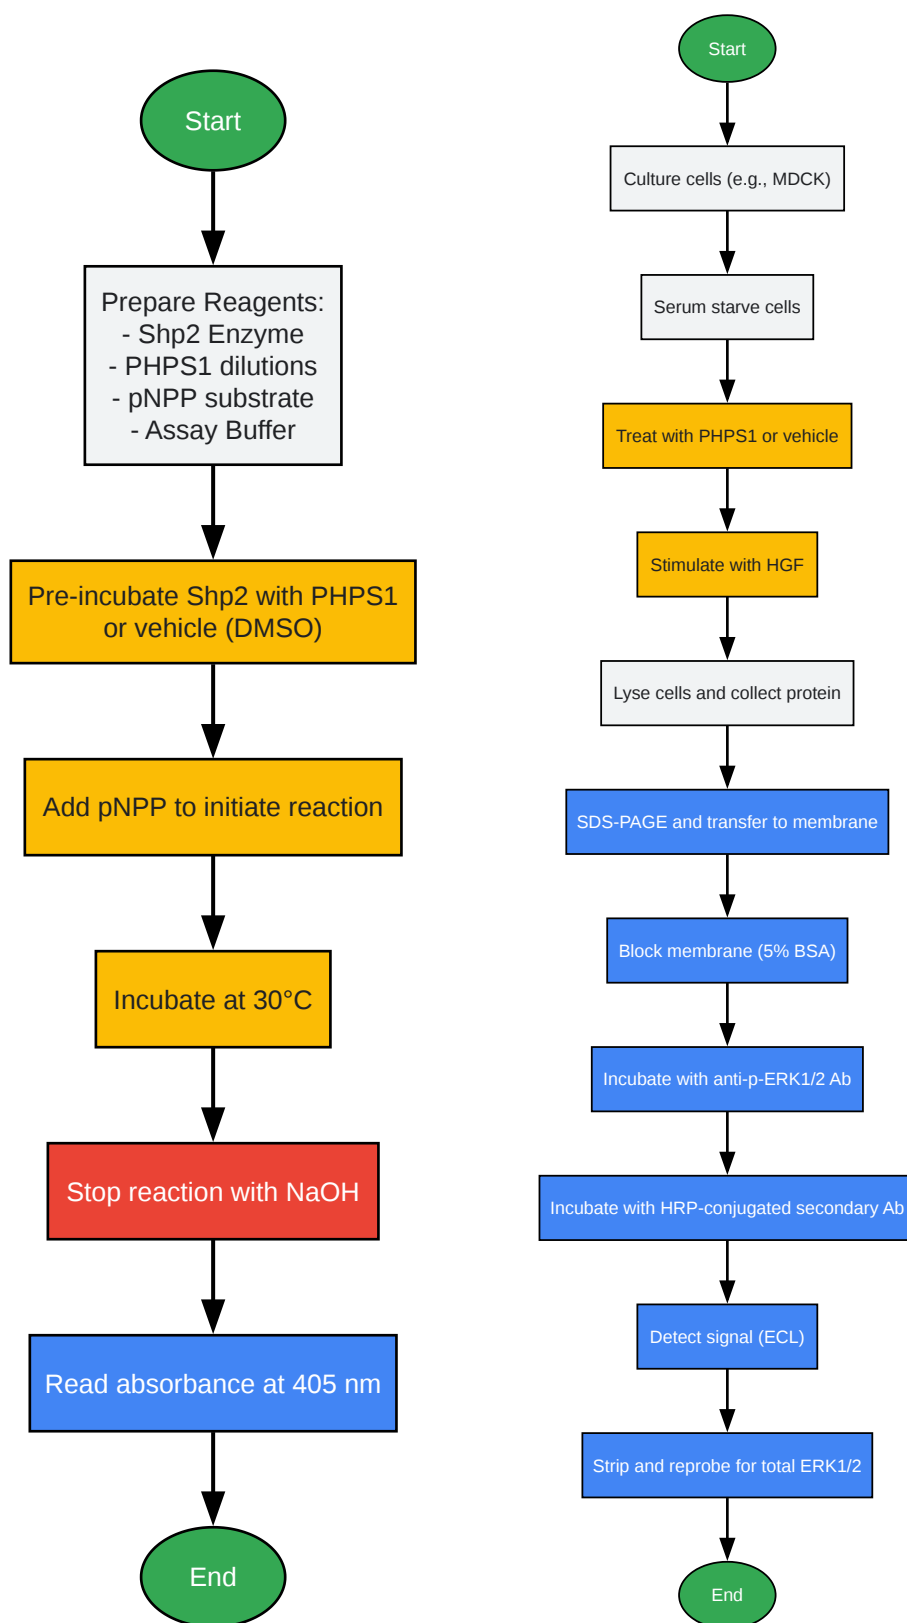 Start
Prepare Reagents:
- Shp2 Enzyme
- PHPS1 dilutions
- pNPP substrate
- Assay Buffer
Pre-incubate Shp2 with PHPS1
or vehicle (DMSO)
Add pNPP to initiate reaction
Incubate at 30°C
Stop reaction with NaOH
Read absorbance at 405 nm
End
Start
Culture cells (e.g., MDCK)
Serum starve cells
Treat with PHPS1 or vehicle
Stimulate with HGF
Lyse cells and collect protein
SDS-PAGE and transfer to membrane
Block membrane (5% BSA)
Incubate with anti-p-ERK1/2 Ab
Incubate with HRP-conjugated secondary Ab
Detect signal (ECL)
Strip and reprobe for total ERK1/2
End